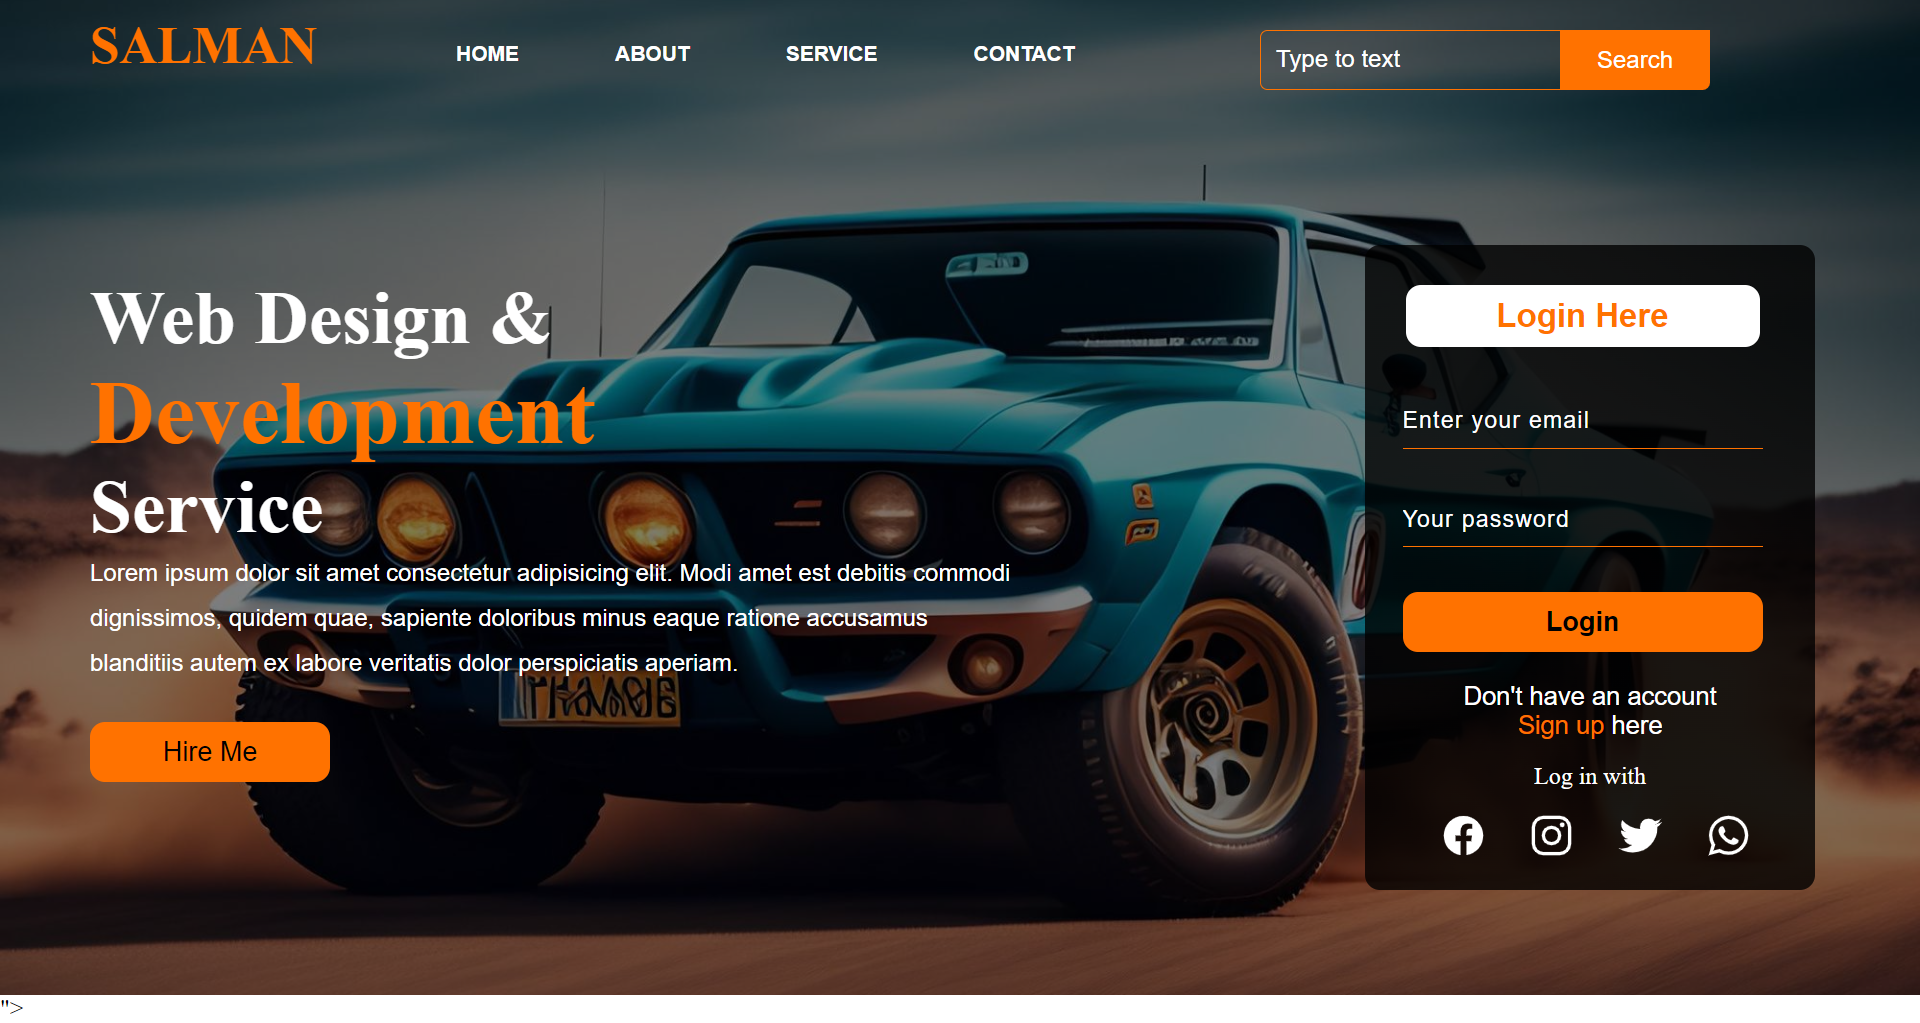 SALMAN
HOME
ABOUT
SERVICE
CONTACT
Type to text
Search
Web Design &
Development
Service
Lorem ipsum dolor sit amet consectetur adipisicing elit. Modi amet est debitis commodi
dignissimos, quidem quae, sapiente doloribus minus eaque ratione accusamus
blanditiis autem ex labore veritatis dolor perspiciatis aperiam.
Hire Me
Login Here
Enter your email
Your password
Login
Don't have an account
Sign up here
Log in with
">